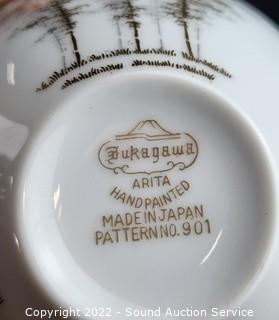 Fukagawa
ARITA
HANDPAINTED
MADE IN JAPAN
PATTERN NO. 901
Copyright 2022 - Sound Auction Service